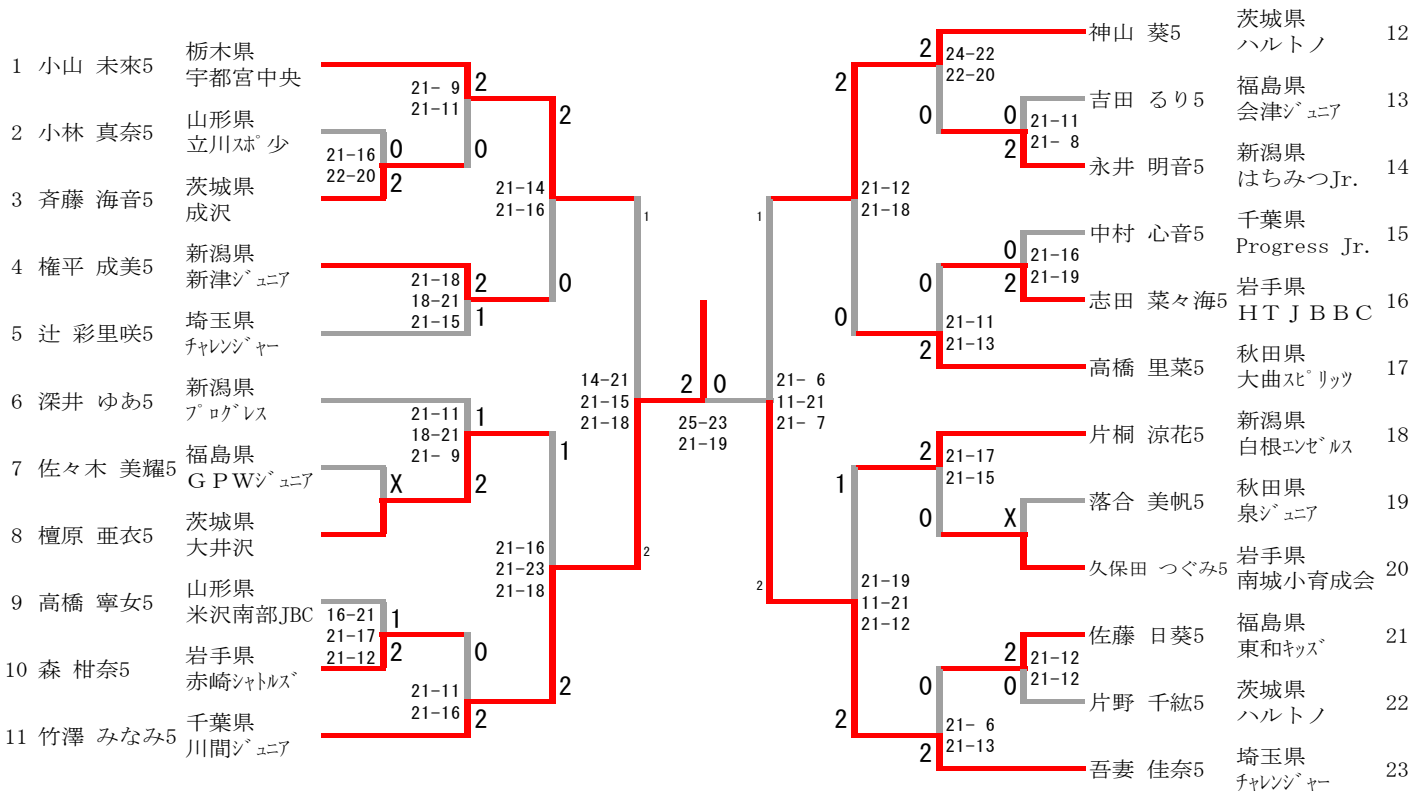 1 小山 未來5 栃木県
宇都宮中央
2 小林 真奈5 山形県
立川ｽﾎﾟ少
3 斉藤 海音5 茨城県
成沢
4 権平 成美5 新潟県
新津ｼﾞｭﾆｱ
5 辻 彩里咲5 埼玉県
ﾁｬﾚﾝｼﾞｬｰ
6 深井 ゆあ5 新潟県
ﾌﾟﾛｸﾞﾚｽ
7 佐々木 美耀5 福島県
ＧＰＷｼﾞｭﾆｱ
8 檀原 亜衣5 茨城県
大井沢
9 高橋 寧女5 山形県
米沢南部JBC
10 森 柑奈5 岩手県
赤崎ｼｬﾄﾙｽﾞ
11 竹澤 みなみ5 千葉県
川間ｼﾞｭﾆｱ
21- 9
21-11
2
0
21-16
22-20
0
2
21-18
18-21
21-15
2
1
21-14
21-16
2
0
21-11
18-21
21- 9
1
2
X
16-21
21-17
21-12
1
2
21-11
21-16
0
2
21-16
21-23
21-18
1
2
14-21
21-15
21-18
1
2
2 0
25-23
21-19
21- 6
11-21
21- 7
1
2
21-12
21-18
2
0
24-22
22-20
2
0
21-11
21- 8
0
2
21-16
21-19
0
2
21-11
21-13
0
2
21-17
21-15
2
0
X
21-19
11-21
21-12
1
2
21-12
21-12
2
0
21- 6
21-13
0
2
神山 葵5 茨城県 12
ハルトノ
吉田 るり5 福島県 13
会津ｼﾞｭﾆｱ
永井 明音5 新潟県 14
はちみつJr.
中村 心音5 千葉県 15
Progress Jr.
志田 菜々海5 岩手県 16
ＨＴＪＢＢＣ
高橋 里菜5 秋田県 17
大曲ｽﾋﾟﾘｯﾂ
片桐 涼花5 新潟県 18
白根ｴﾝｾﾞﾙｽ
落合 美帆5 秋田県 19
泉ｼﾞｭﾆｱ
久保田 つぐみ5 岩手県 20
南城小育成会
佐藤 日葵5 福島県 21
東和ｷｯｽﾞ
片野 千紘5 茨城県 22
ハルトノ
吾妻 佳奈5 埼玉県 23
ﾁｬﾚﾝｼﾞｬｰ